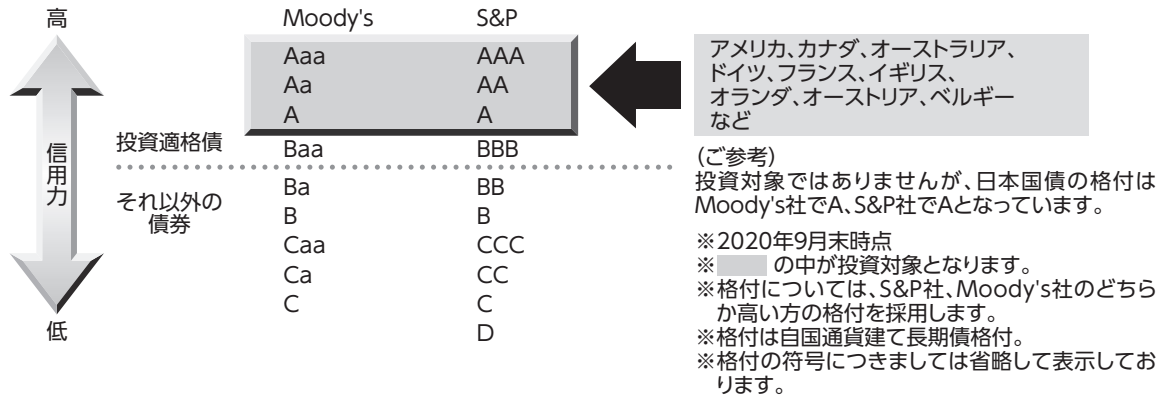 高
Moody's S&P
Aaa AAA
Aa AA
A A
投資適格債 Baa BBB
信用力
それ以外の
債券
Ba BB
B B
Caa CCC
Ca CC
C C
D
低
アメリカ、カナダ、オーストラリア、
ドイツ、フランス、イギリス、
オランダ、オーストリア、ベルギー
など
(ご参考)
投資対象ではありませんが、日本国債の格付は
Moody's社でA、S&P社でAとなっています。
※2020年9月末時点
※ の中が投資対象となります。
※格付については、S&P社、Moody's社のどちら
か高い方の格付を採用します。
※格付は自国通貨建て長期債格付。
※格付の符号につきましては省略して表示してお
ります。